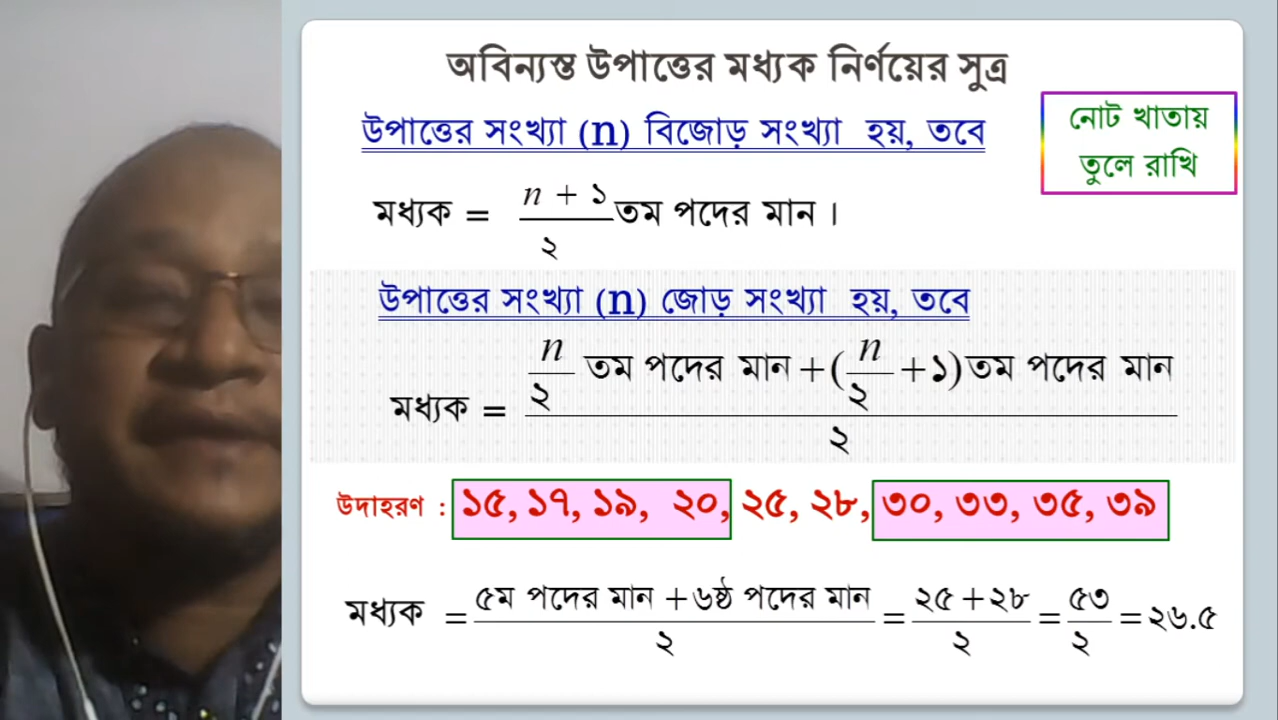 অবিন্যস্ত উপাত্তের মধ্যক নির্ণয়ের সুত্র
নোট খাতায়
তুলে রাখি
উপাত্তের সংখ্যা (n) বিজোড় সংখ্যা হয়, তবে
মধ্যক = (n + ১)/২ তম পদের মান ।
উপাত্তের সংখ্যা (n) জোড় সংখ্যা হয়, তবে
মধ্যক = (n/২ তম পদের মান + (n/২ + ১) তম পদের মান)/২
উদাহরণ : ১৫, ১৭, ১৯, ২০, ২৫, ২৮, ৩০, ৩৩, ৩৫, ৩৯
মধ্যক = (৫ম পদের মান + ৬ষ্ঠ পদের মান)/২ = (২৫ + ২৮)/২ = ৫৩/২ = ২৬.৫